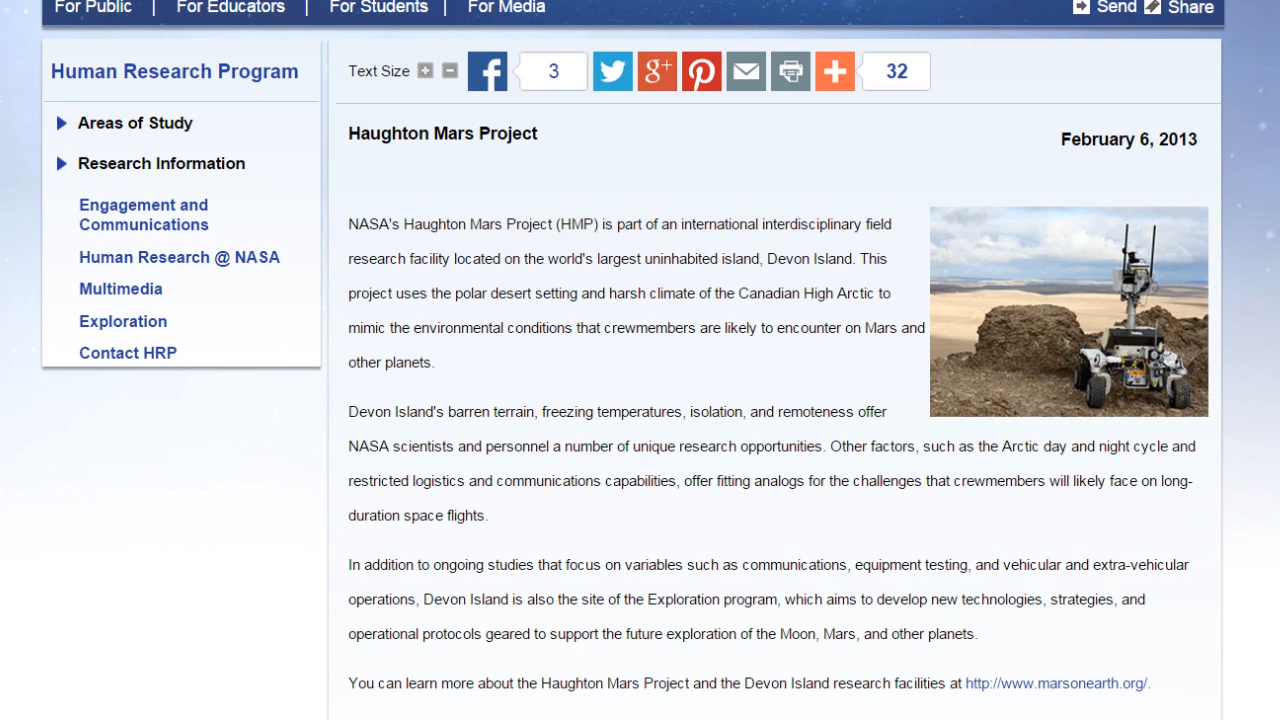 For Public | For Educators | For Students | For Media
Send Share
Human Research Program
Areas of Study
Research Information
Engagement and
Communications
Human Research @ NASA
Multimedia
Exploration
Contact HRP
Text Size + - f 3 g+ + 32
Haughton Mars Project
February 6, 2013
NASA's Haughton Mars Project (HMP) is part of an international interdisciplinary field
research facility located on the world's largest uninhabited island, Devon Island. This
project uses the polar desert setting and harsh climate of the Canadian High Arctic to
mimic the environmental conditions that crewmembers are likely to encounter on Mars and
other planets.
Devon Island's barren terrain, freezing temperatures, isolation, and remoteness offer
NASA scientists and personnel a number of unique research opportunities. Other factors, such as the Arctic day and night cycle and
restricted logistics and communications capabilities, offer fitting analogs for the challenges that crewmembers will likely face on long-
duration space flights.
In addition to ongoing studies that focus on variables such as communications, equipment testing, and vehicular and extra-vehicular
operations, Devon Island is also the site of the Exploration program, which aims to develop new technologies, strategies, and
operational protocols geared to support the future exploration of the Moon, Mars, and other planets.
You can learn more about the Haughton Mars Project and the Devon Island research facilities at http://www.marsonearth.org/.